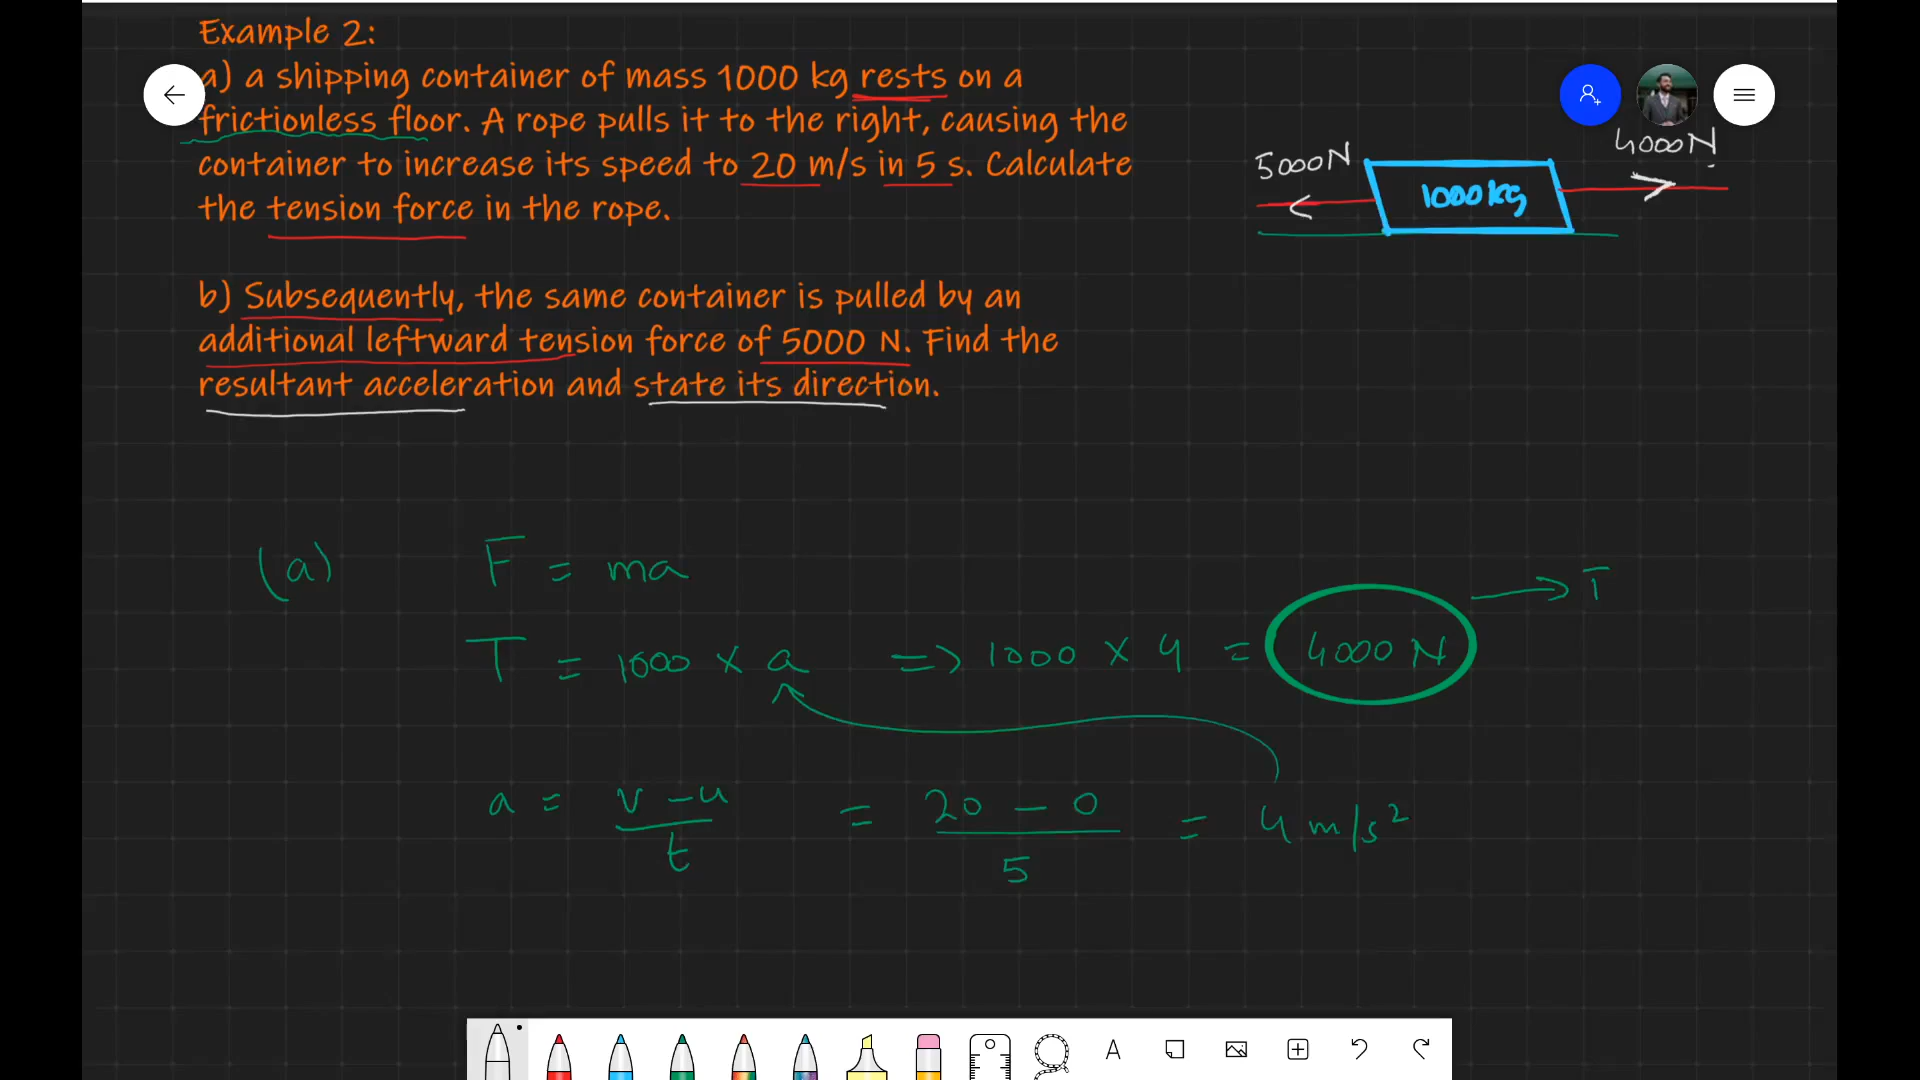 Example 2:
a) a shipping container of mass 1000 kg rests on a
frictionless floor. A rope pulls it to the right, causing the
container to increase its speed to 20 m/s in 5 s. Calculate
the tension force in the rope.
b) Subsequently, the same container is pulled by an
additional leftward tension force of 5000 N. Find the
resultant acceleration and state its direction.
5000N
4000N
1000kg
(a) F = ma
T = 1000 × a => 1000 × 4 = 4000 N → T
a = v - u / t = 20 - 0 / 5 = 4 m/s²
A